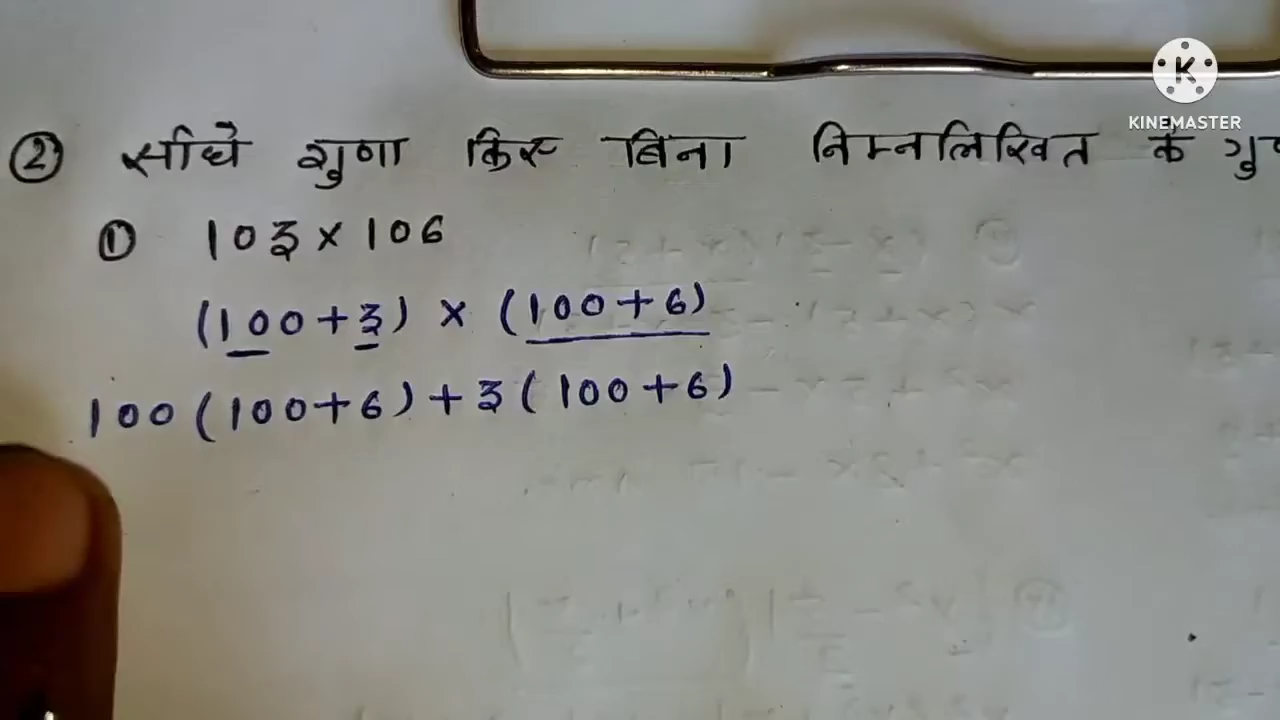 KINEMASTER
② सीधे गुणा किए बिना निम्नलिखित के
① 103 × 106
(100+3) × (100+6)
100(100+6)+3(100+6)